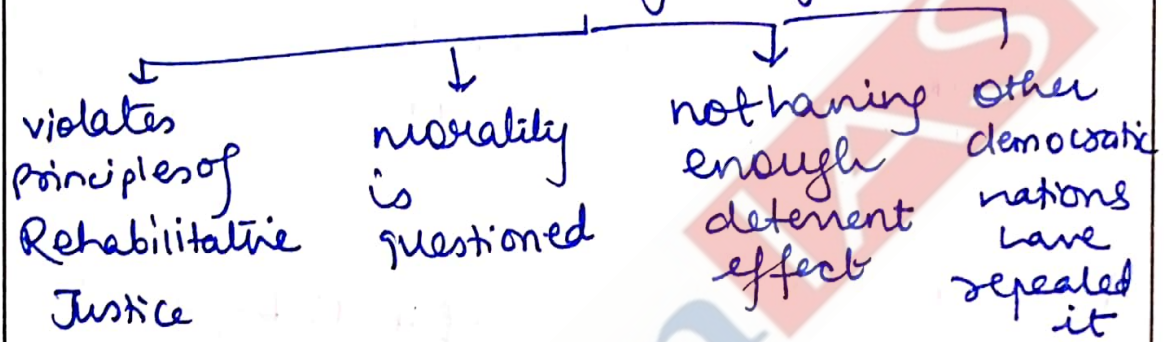 violates
principles of
Rehabilitative
Justice
morality
is
questioned
not having
enough
deterrent
effect
other
democratic
nations
have
repealed
it
IAS